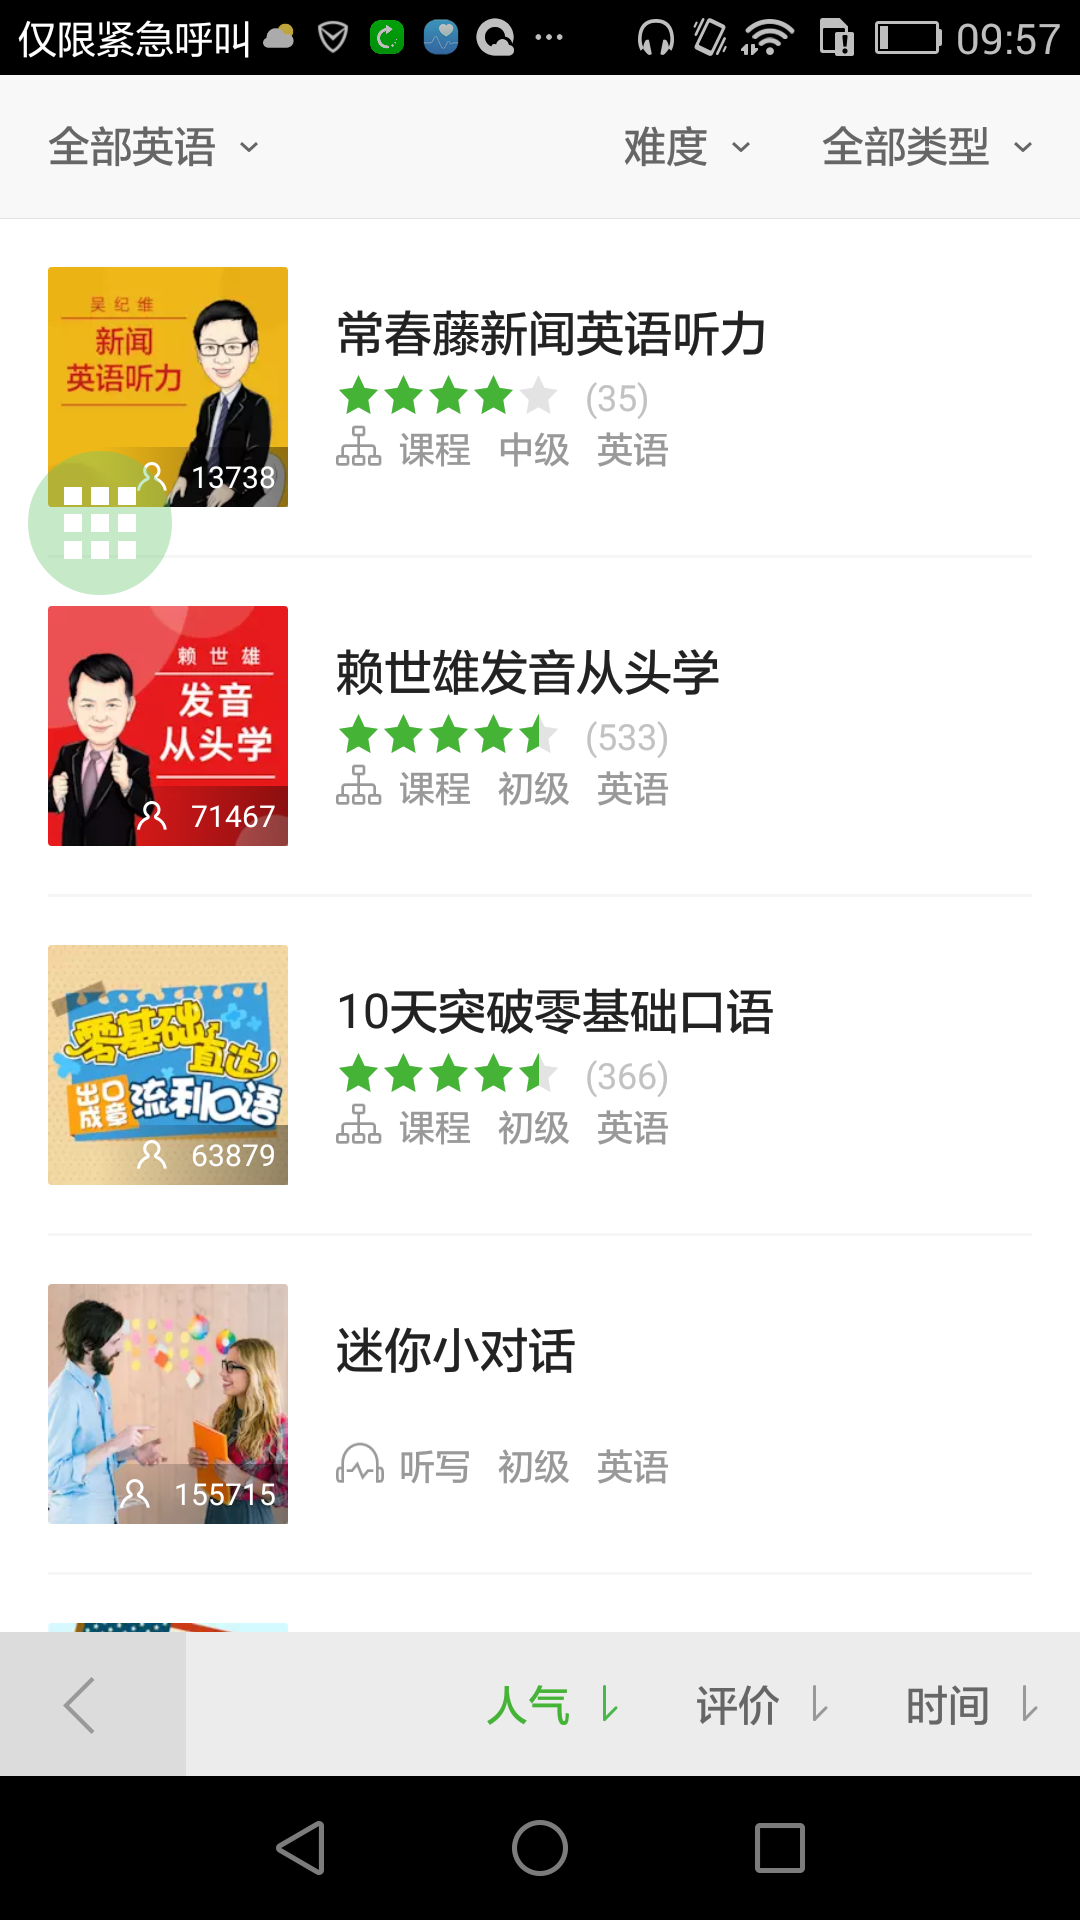 仅限紧急呼叫 ... 09:57
全部英语 难度 全部类型
吴纪维
新闻
英语听力
13738
常春藤新闻英语听力
(35)
课程 中级 英语
赖世雄
发音
从头学
71467
赖世雄发音从头学
(533)
课程 初级 英语
零基础
直达
出口
成章
流利口语
63879
10天突破零基础口语
(366)
课程 初级 英语
155715
迷你小对话
听写 初级 英语
人气 评价 时间